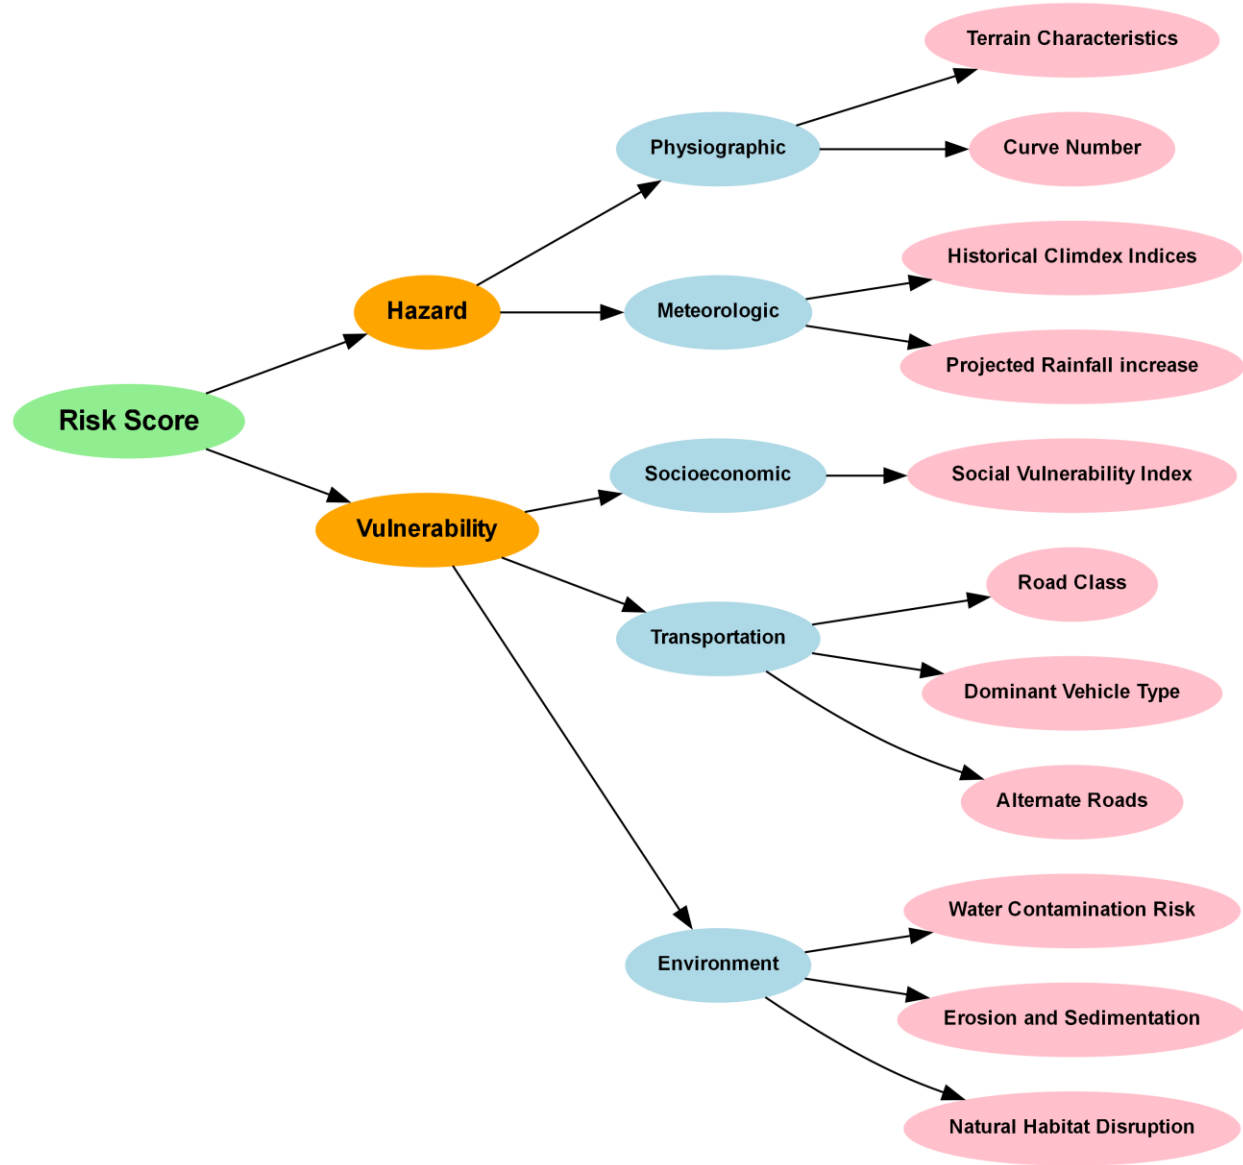 Terrain Characteristics
Physiographic
Curve Number
Historical Climdex Indices
Hazard
Meteorologic
Projected Rainfall increase
Risk Score
Socioeconomic
Social Vulnerability Index
Vulnerability
Road Class
Transportation
Dominant Vehicle Type
Alternate Roads
Water Contamination Risk
Environment
Erosion and Sedimentation
Natural Habitat Disruption